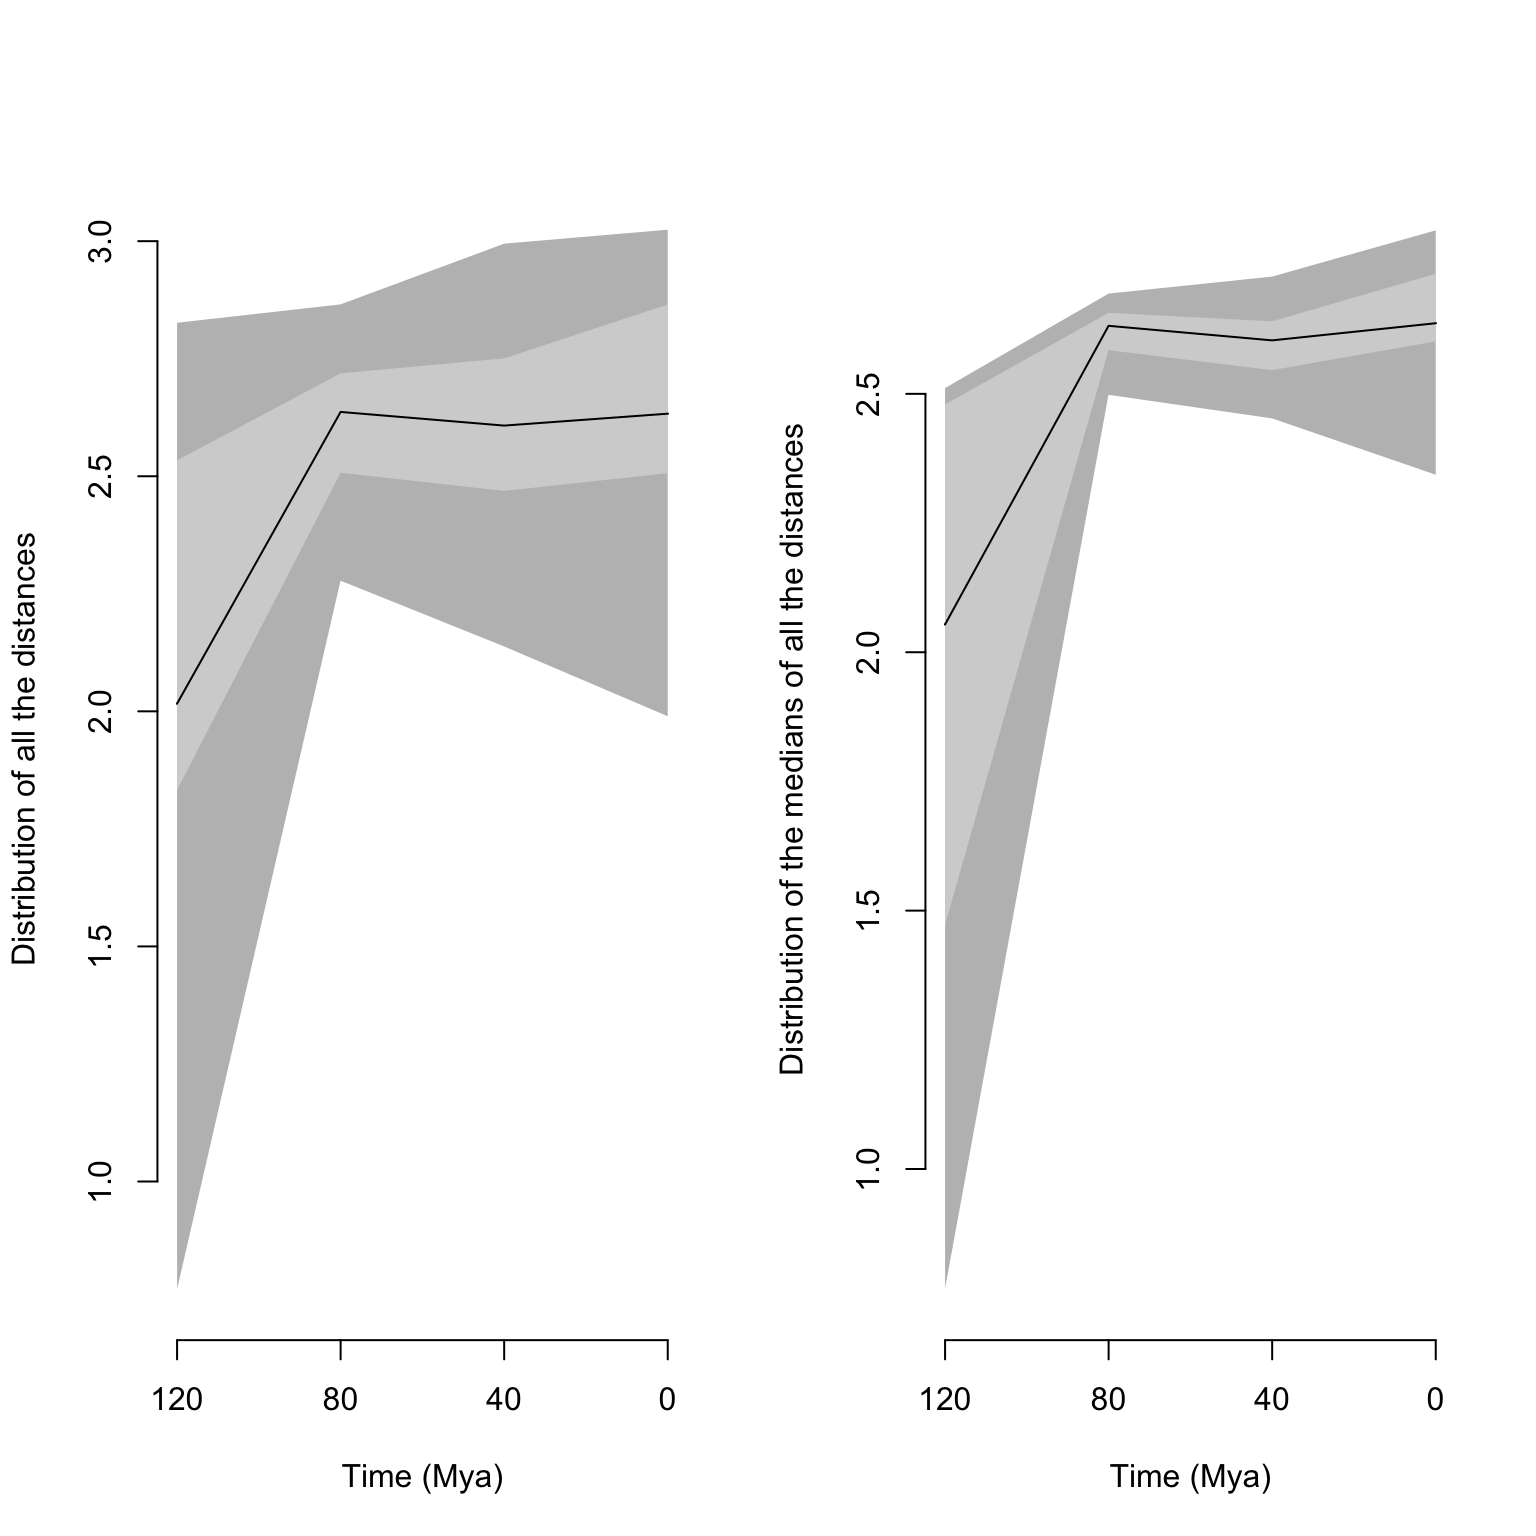 Distribution of all the distances
3.0
2.5
2.0
1.5
1.0
120 80 40 0
Time (Mya)
Distribution of the medians of all the distances
2.5
2.0
1.5
1.0
120 80 40 0
Time (Mya)